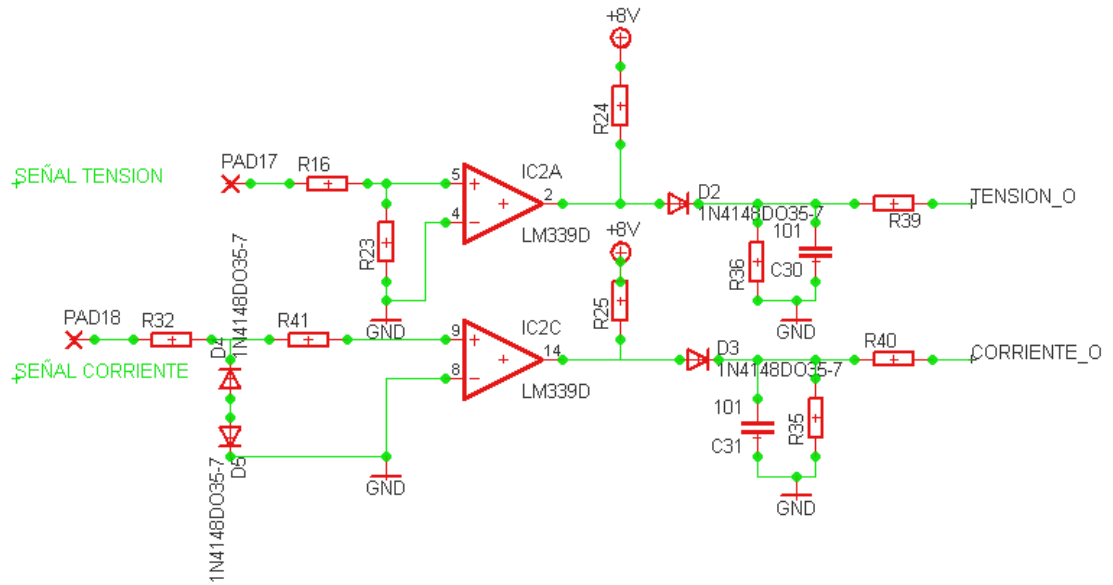 +8V
R24
SEÑAL TENSION
PAD17
R16
5
4
IC2A
2
LM339D
D2
1N4148DO35-7
TENSION_O
R39
R23
GND
+8V
R25
R36
101
C30
GND
1N4148DO35-7
D4
PAD18
R32
R41
SEÑAL CORRIENTE
9
8
IC2C
14
LM339D
D3
1N4148DO35-7
R40
CORRIENTE_O
101
C31
R35
GND
D5
1N4148DO35-7
GND